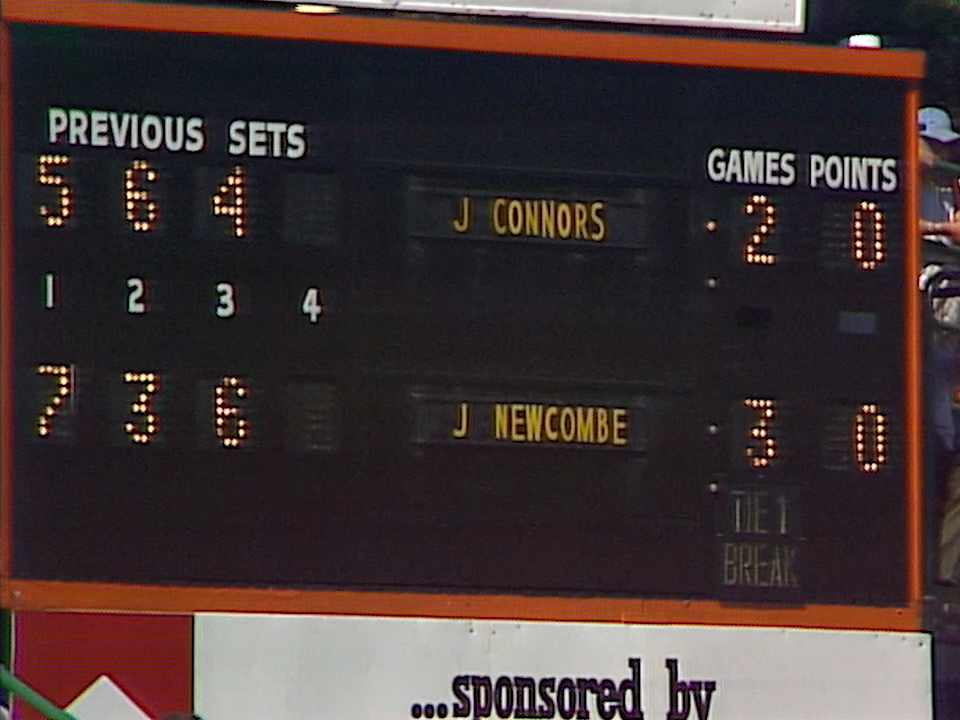 PREVIOUS SETS
GAMES POINTS
5 6 4 J CONNORS 2 0
1 2 3 4
7 3 6 J NEWCOMBE 3 0
TIE
BREAK
...sponsored by